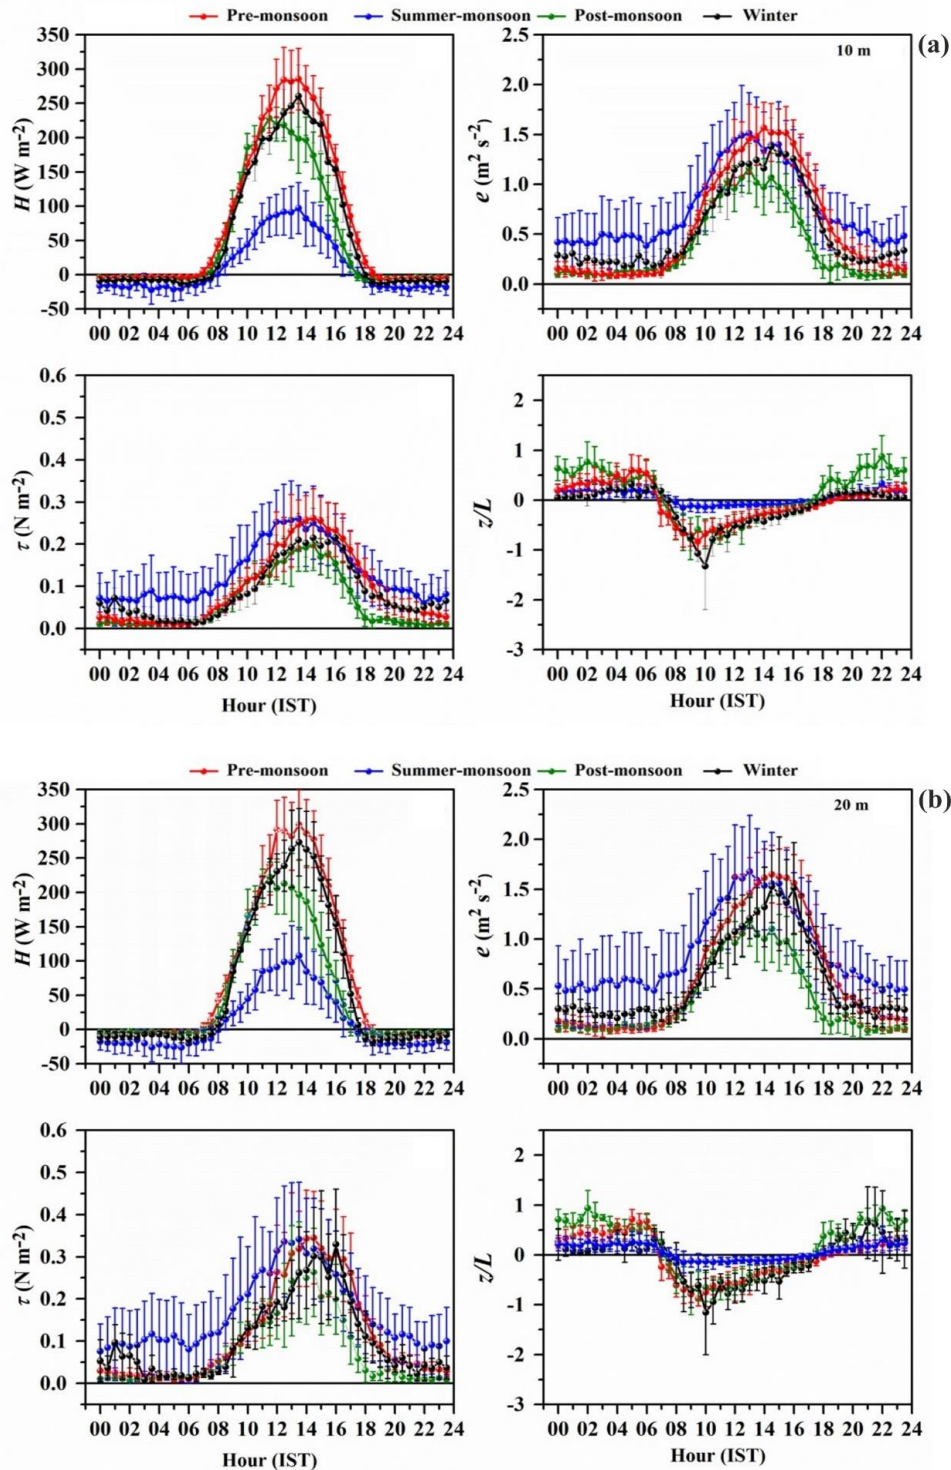 Pre-monsoon Summer-monsoon Post-monsoon Winter
(a)
350
300
250
200
150
100
50
0
-50
H (W m⁻²)
00 02 04 06 08 10 12 14 16 18 20 22 24
10 m
2.5
2.0
1.5
1.0
0.5
0.0
e (m² s⁻²)
00 02 04 06 08 10 12 14 16 18 20 22 24
0.6
0.5
0.4
0.3
0.2
0.1
0.0
τ (N m⁻²)
00 02 04 06 08 10 12 14 16 18 20 22 24
Hour (IST)
2
1
0
-1
-2
-3
z/L
00 02 04 06 08 10 12 14 16 18 20 22 24
Hour (IST)
Pre-monsoon Summer-monsoon Post-monsoon Winter
(b)
350
300
250
200
150
100
50
0
-50
H (W m⁻²)
00 02 04 06 08 10 12 14 16 18 20 22 24
20 m
2.5
2.0
1.5
1.0
0.5
0.0
e (m² s⁻²)
00 02 04 06 08 10 12 14 16 18 20 22 24
0.6
0.5
0.4
0.3
0.2
0.1
0.0
τ (N m⁻²)
00 02 04 06 08 10 12 14 16 18 20 22 24
Hour (IST)
2
1
0
-1
-2
-3
z/L
00 02 04 06 08 10 12 14 16 18 20 22 24
Hour (IST)